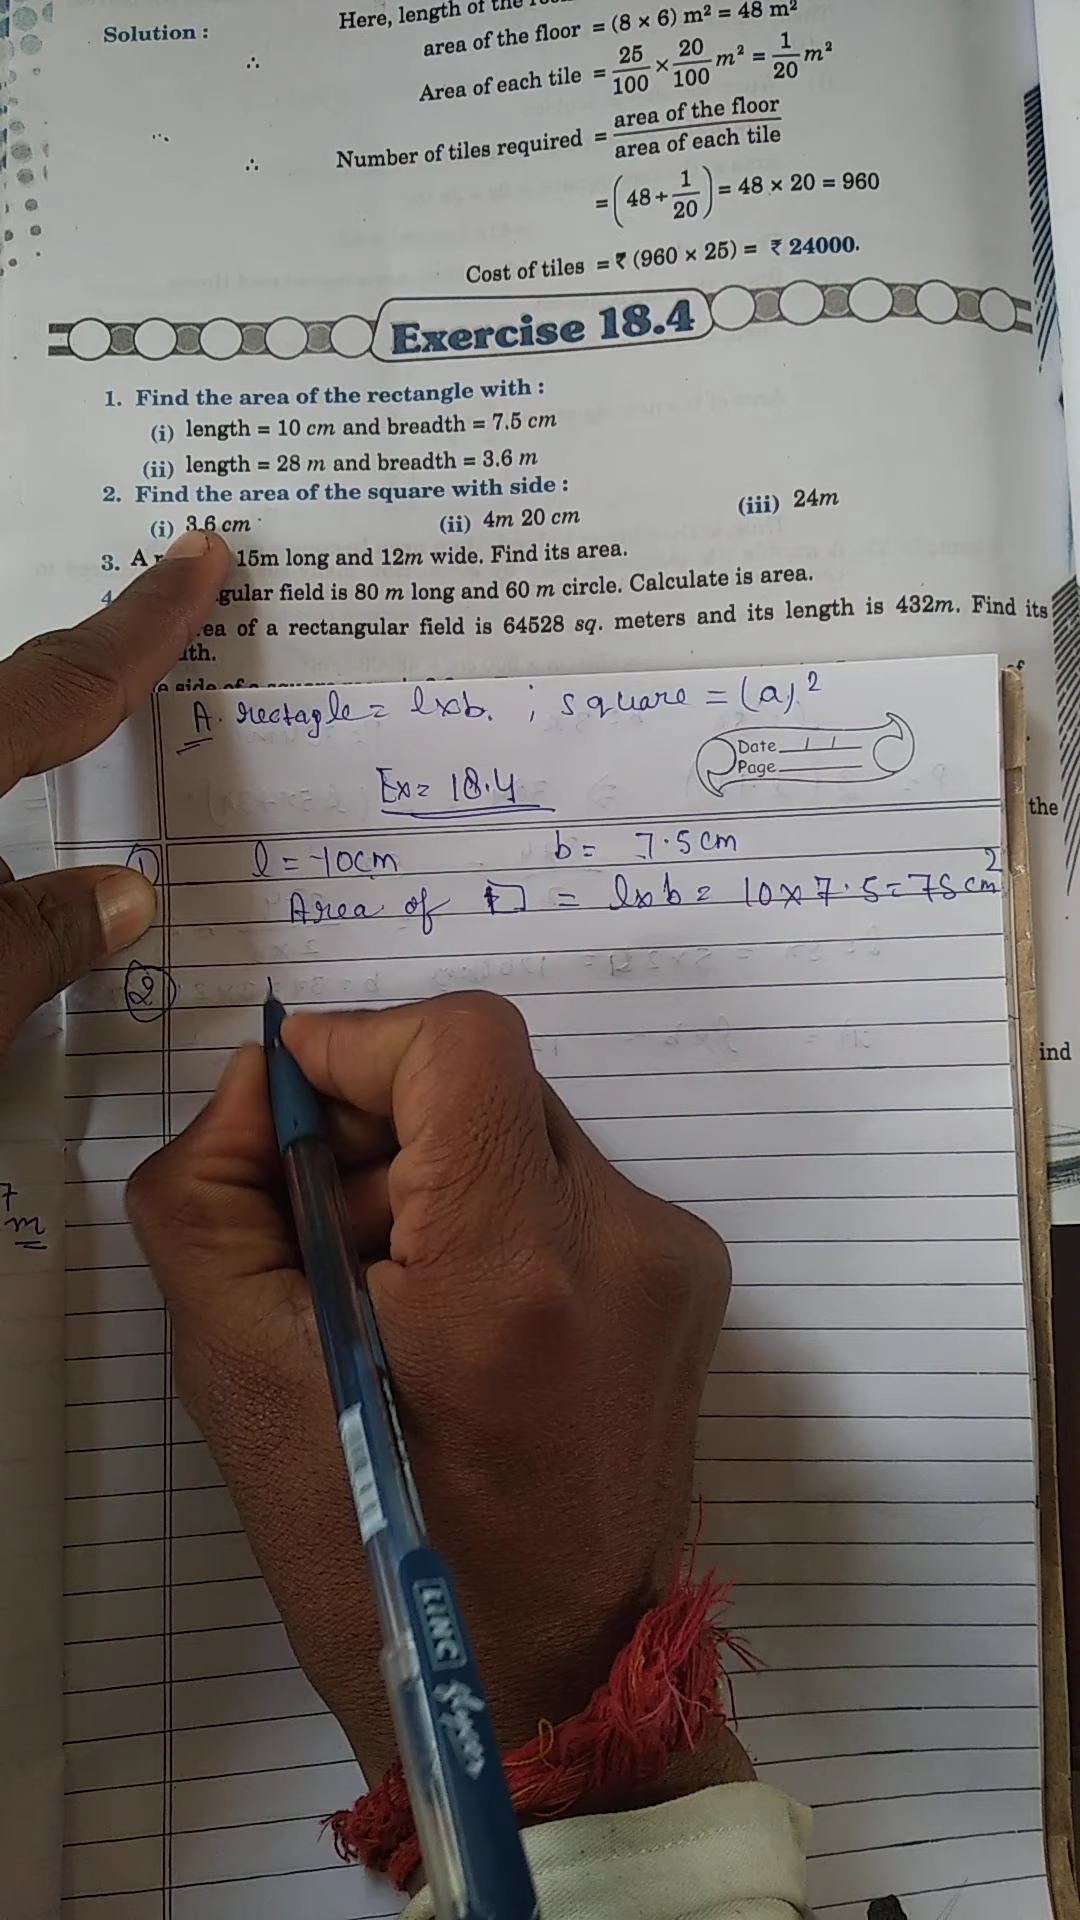 Solution :
Here, length of the
∴ area of the floor = (8 × 6) m² = 48 m²
Area of each tile = 25/100 × 20/100 m² = 1/20 m²
∴ Number of tiles required = area of the floor / area of each tile
= (48 ÷ 1/20) = 48 × 20 = 960
Cost of tiles = ₹ (960 × 25) = ₹ 24000.
Exercise 18.4
1. Find the area of the rectangle with :
(i) length = 10 cm and breadth = 7.5 cm
(ii) length = 28 m and breadth = 3.6 m
2. Find the area of the square with side :
(i) 3.6 cm (ii) 4m 20 cm (iii) 24m
3. A 15m long and 12m wide. Find its area.
4. gular field is 80 m long and 60 m circle. Calculate is area.
ea of a rectangular field is 64528 sq. meters and its length is 432m. Find its
th.
side of
A. rectagle = l×b. ; square = (a)²
Date
Page
Ex= 18.4
the
① l = 10cm b = 7.5cm
Area of ▭ = l×b = 10 × 7.5 = 75cm²
②
ind
7
m
LINC